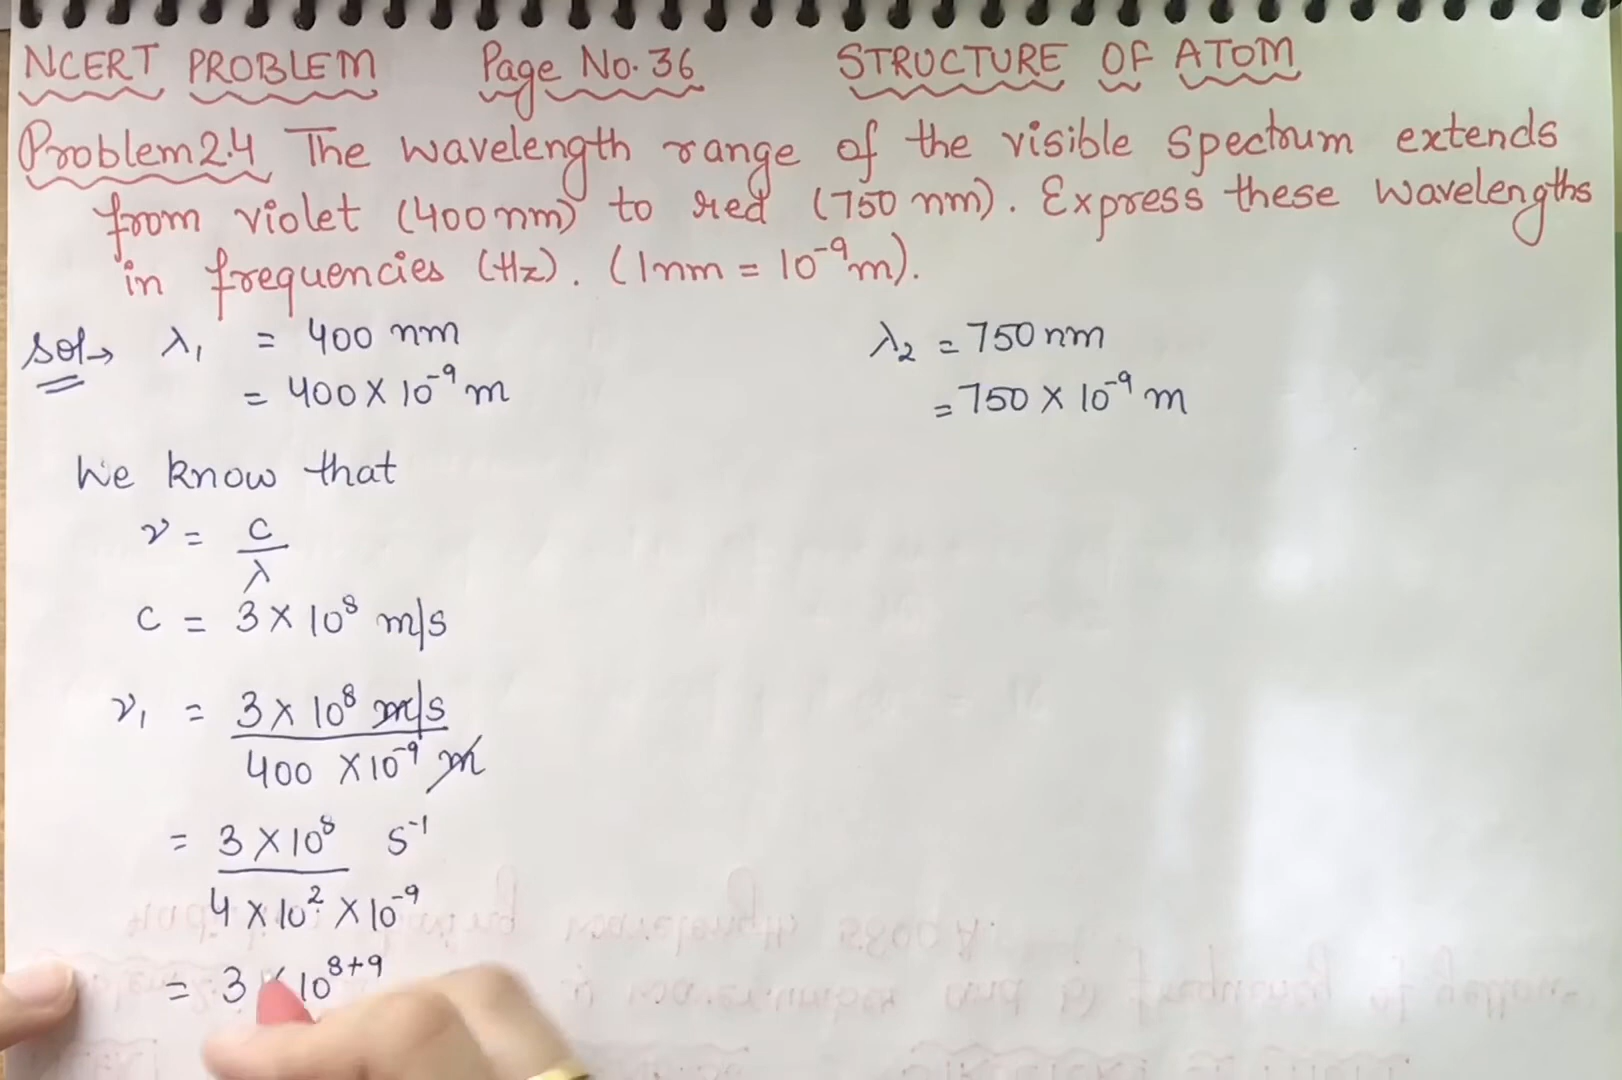 NCERT PROBLEM Page No. 36 STRUCTURE OF ATOM
Problem 2.4 The wavelength range of the visible spectrum extends
from violet (400 nm) to red (750 nm). Express these wavelengths
in frequencies (Hz). (1nm = 10⁻⁹m).
Sol→ λ₁ = 400 nm
= 400 × 10⁻⁹ m
λ₂ = 750 nm
= 750 × 10⁻⁹ m
We know that
ν = c/λ
C = 3 × 10⁸ m/s
ν₁ = 3 × 10⁸ m/s
400 × 10⁻⁹ m
= 3 × 10⁸ s⁻¹
4 × 10² × 10⁻⁹
= 3 × 10⁸⁺⁹